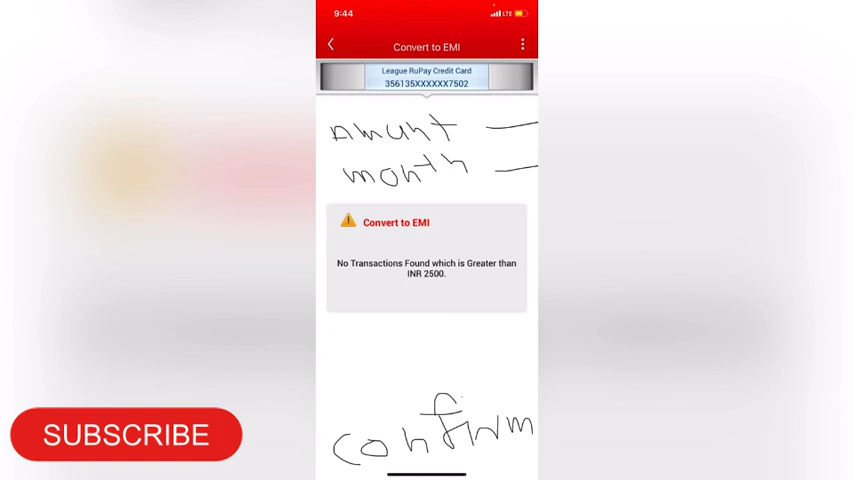 9:44
LTE
Convert to EMI
League RuPay Credit Card
356135XXXXXX7502
Amunt
month
Convert to EMI
No Transactions Found which is Greater than
INR 2500.
confirm
SUBSCRIBE